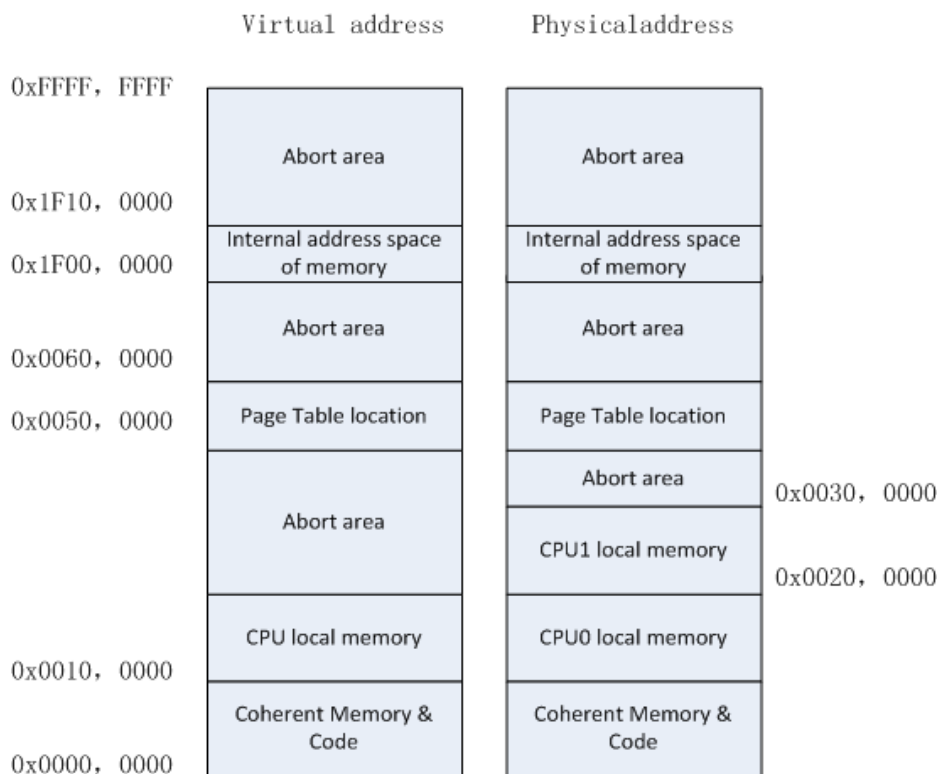 Virtual address
Physicaladdress
0xFFFF, FFFF
Abort area
Abort area
0x1F10, 0000
Internal address space
of memory
Internal address space
of memory
0x1F00, 0000
Abort area
Abort area
0x0060, 0000
Page Table location
Page Table location
0x0050, 0000
Abort area
Abort area
0x0030, 0000
CPU1 local memory
0x0020, 0000
CPU local memory
CPU0 local memory
0x0010, 0000
Coherent Memory &
Code
Coherent Memory &
Code
0x0000, 0000